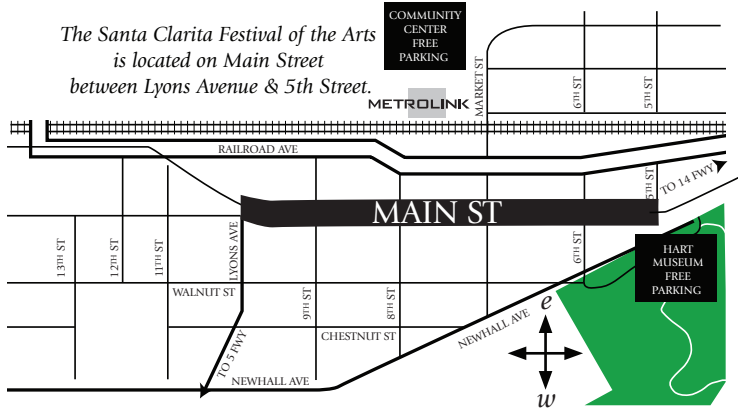 The Santa Clarita Festival of the Arts
is located on Main Street
between Lyons Avenue & 5th Street.
COMMUNITY
CENTER
FREE
PARKING
METROLINK
MARKET ST
6TH ST
5TH ST
RAILROAD AVE
5TH ST
TO 14 FWY
MAIN ST
13TH ST
12TH ST
11TH ST
LYONS AVE
6TH ST
HART
MUSEUM
FREE
PARKING
WALNUT ST
9TH ST
8TH ST
e
CHESTNUT ST
NEWHALL AVE
TO 5 FWY
NEWHALL AVE
w